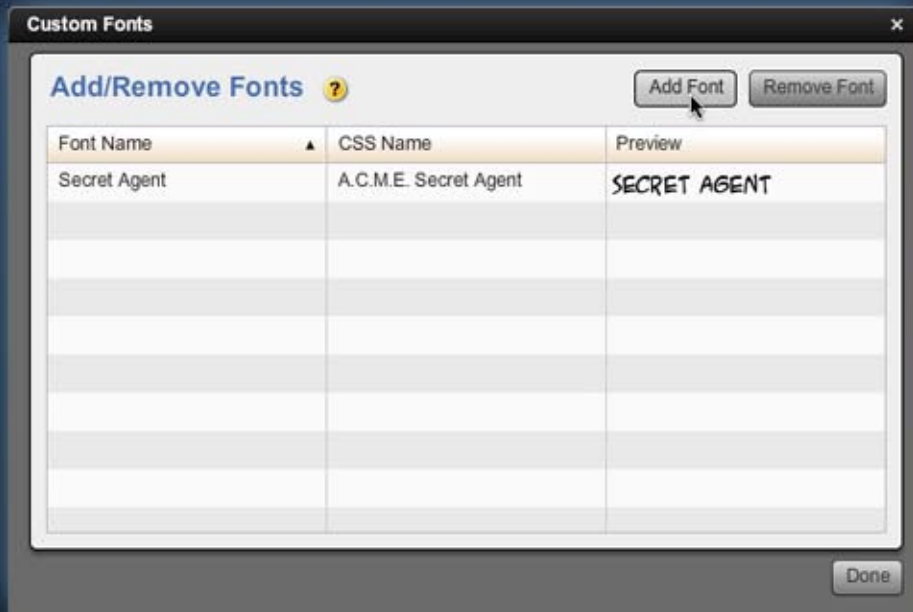 Custom Fonts ×
Add/Remove Fonts ? Add Font Remove Font
Font Name ▲ CSS Name Preview
Secret Agent A.C.M.E. Secret Agent SECRET AGENT
Done